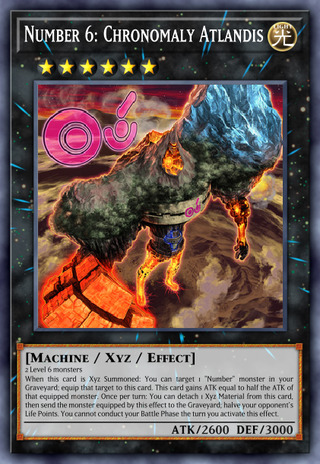 Number 6: Chronomaly Atlandis
LIGHT
光
06
06
[Machine / Xyz / Effect]
2 Level 6 monsters
When this card is Xyz Summoned: You can target 1 "Number" monster in your
Graveyard; equip that target to this card. This card gains ATK equal to half the ATK of
that equipped monster. Once per turn: You can detach 1 Xyz Material from this card,
then send the monster equipped by this effect to the Graveyard; halve your opponent's
Life Points. You cannot conduct your Battle Phase the turn you activate this effect.
ATK/2600 DEF/3000